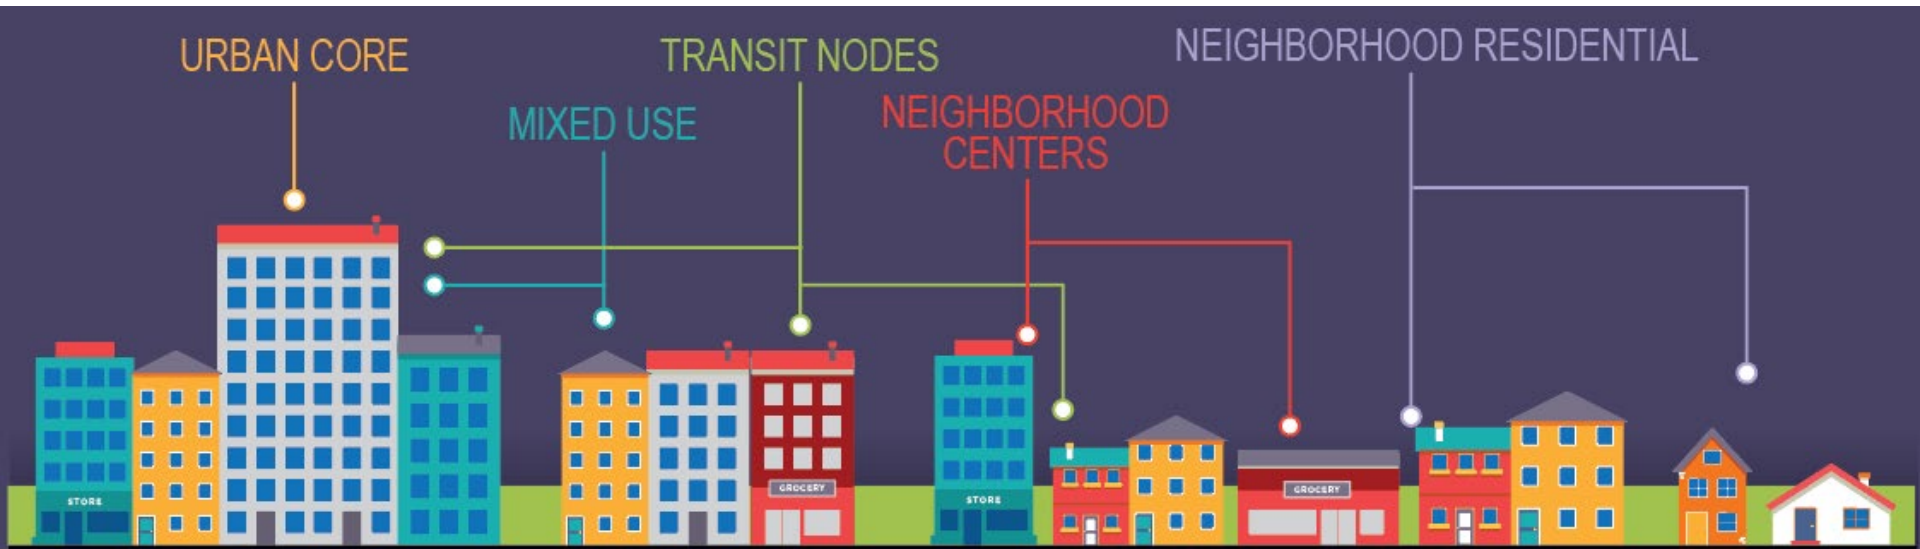 URBAN CORE
MIXED USE
TRANSIT NODES
NEIGHBORHOOD
CENTERS
NEIGHBORHOOD RESIDENTIAL
STORE
GROCERY
STORE
GROCERY